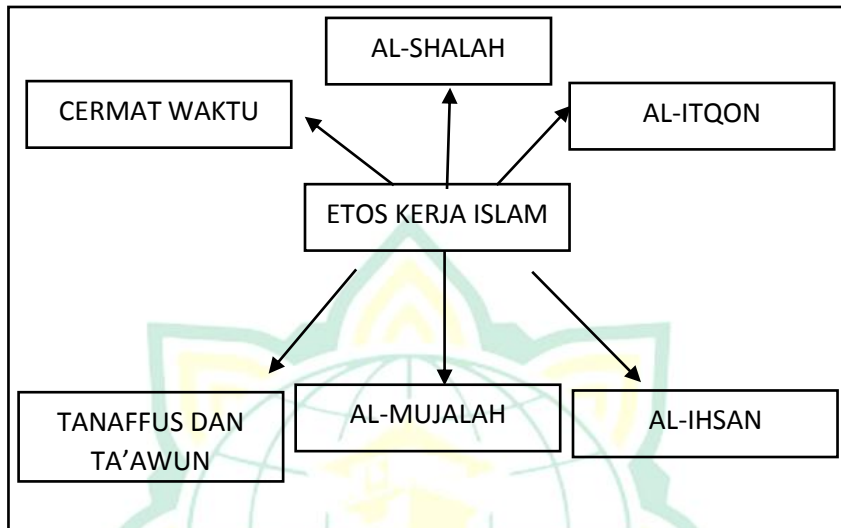 AL-SHALAH
CERMAT WAKTU
AL-ITQON
ETOS KERJA ISLAM
TANAFFUS DAN
TA’AWUN
AL-MUJALAH
AL-IHSAN